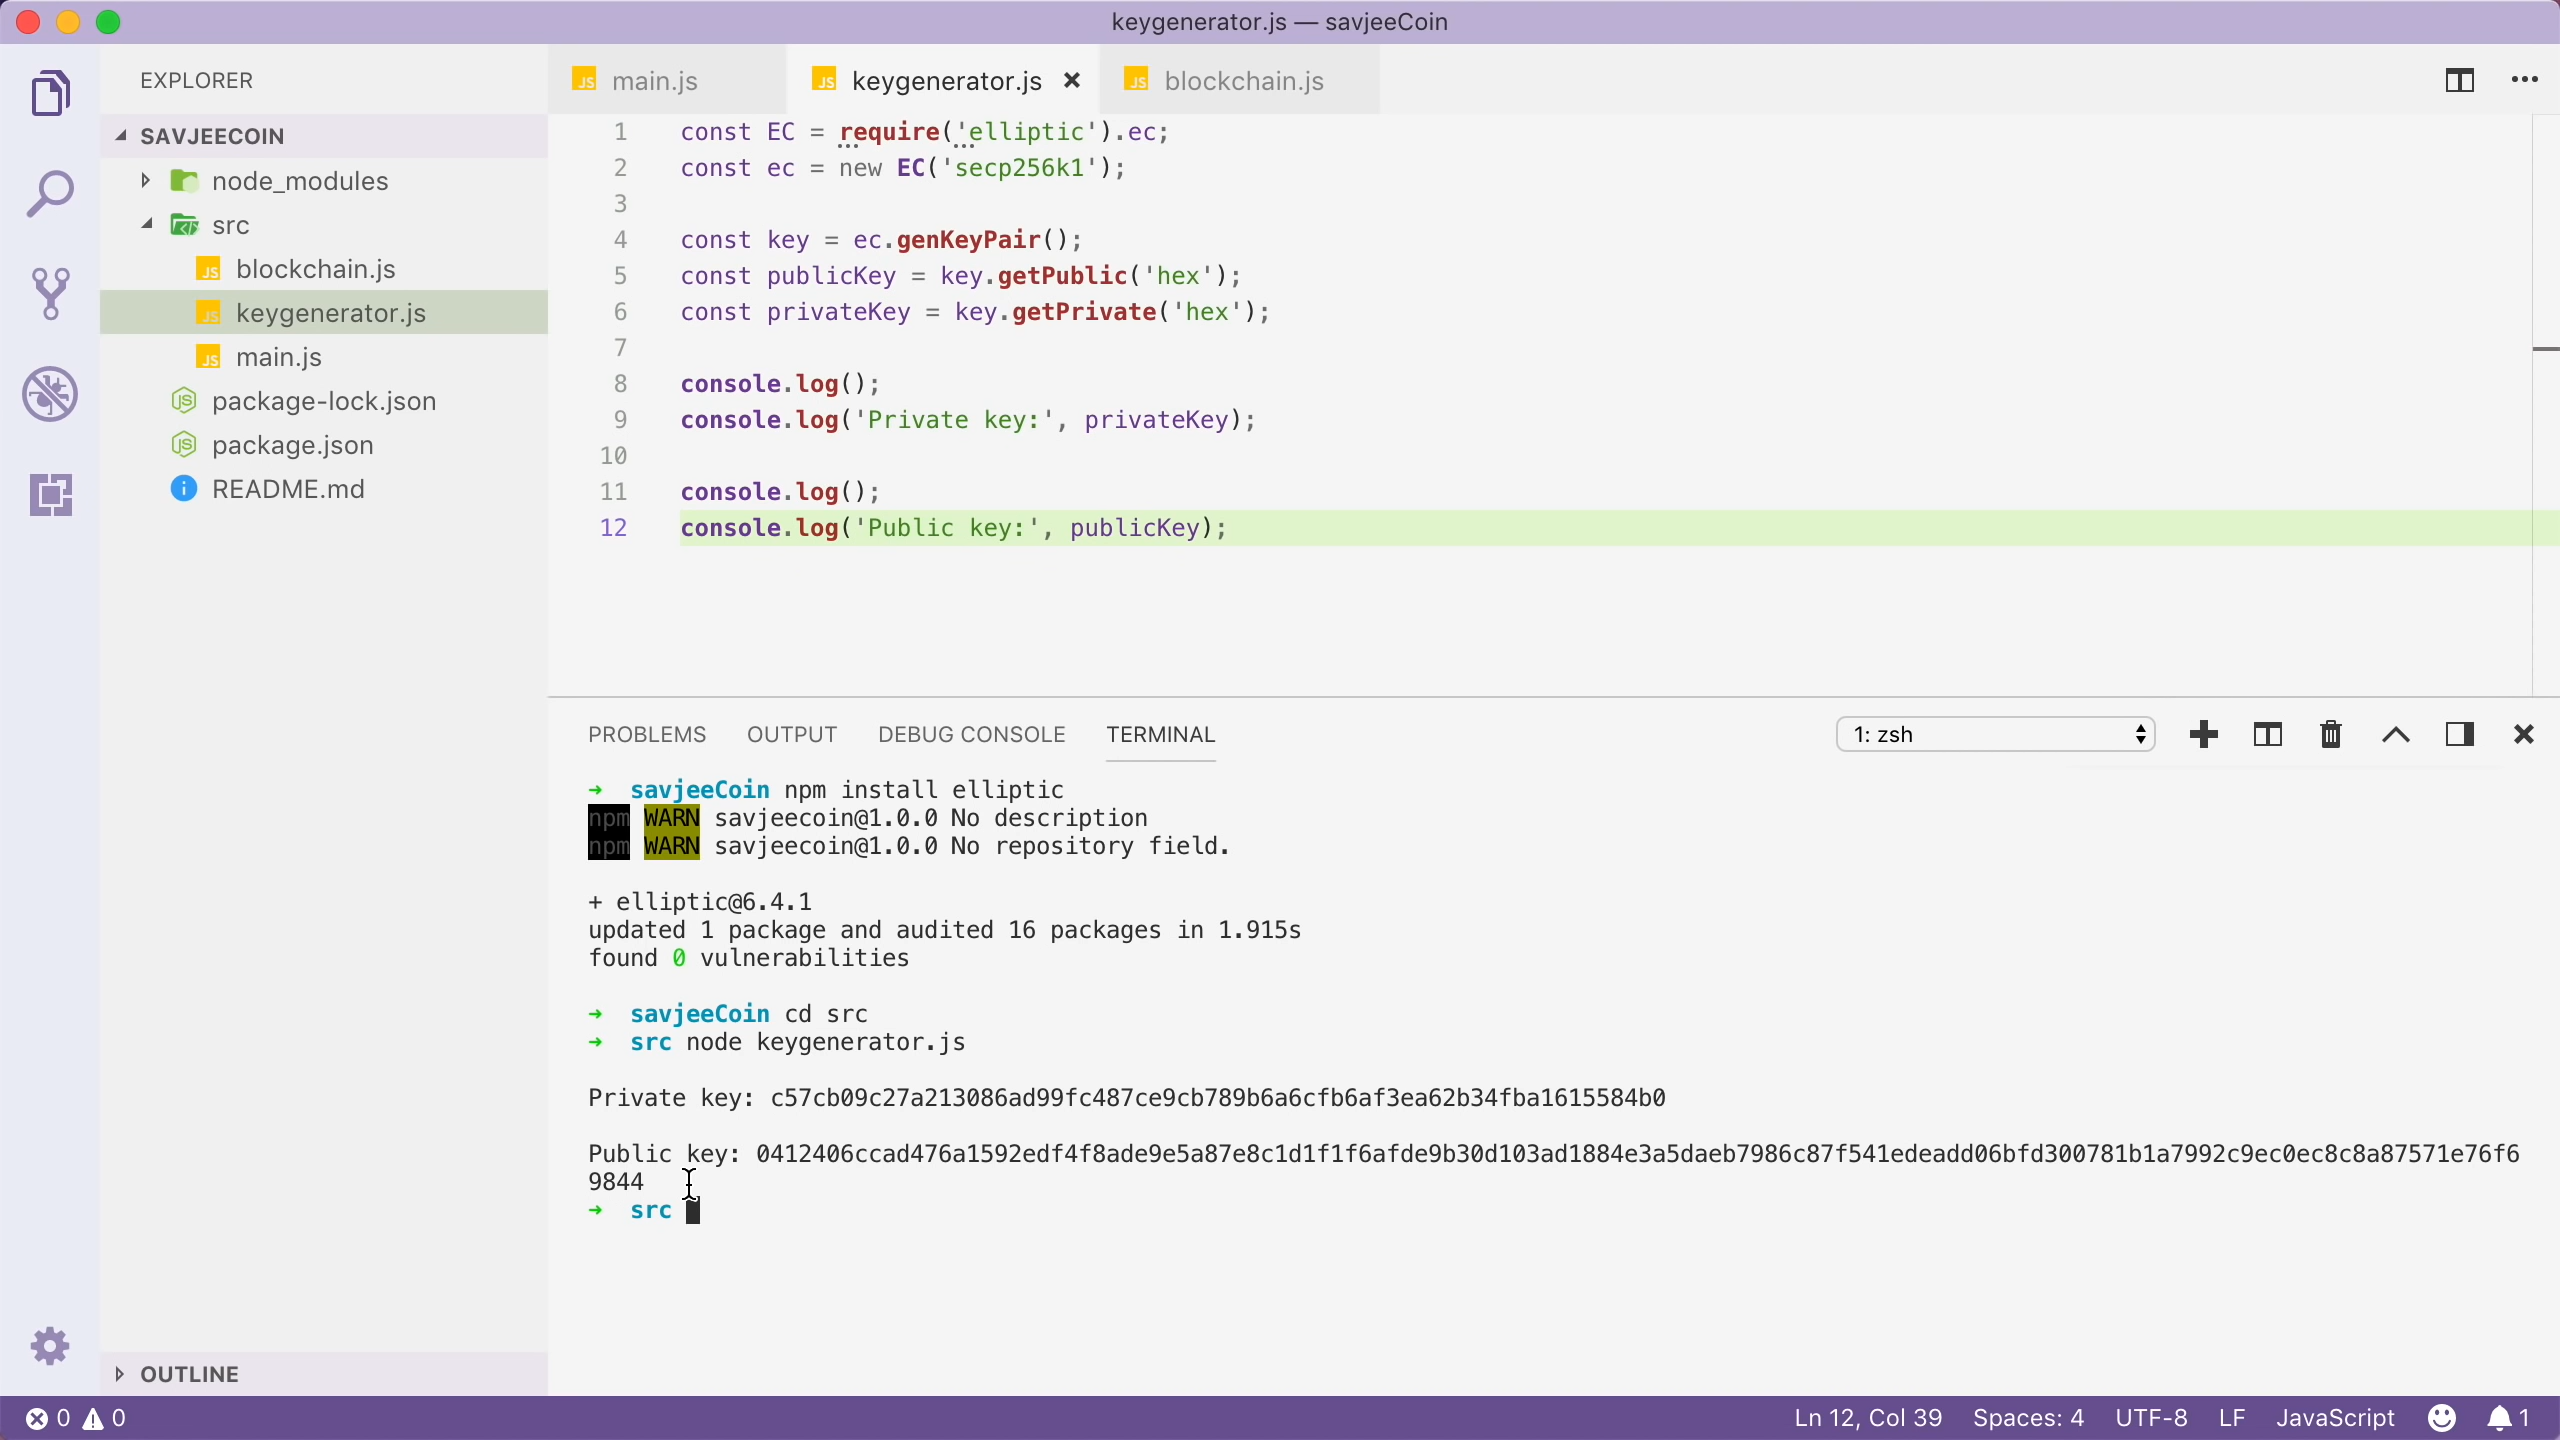 keygenerator.js — savjeeCoin
EXPLORER
SAVJEECOIN
node_modules
src
blockchain.js
keygenerator.js
main.js
package-lock.json
package.json
README.md
OUTLINE
main.js
keygenerator.js
blockchain.js
1 const EC = require('elliptic').ec;
2 const ec = new EC('secp256k1');
3
4 const key = ec.genKeyPair();
5 const publicKey = key.getPublic('hex');
6 const privateKey = key.getPrivate('hex');
7
8 console.log();
9 console.log('Private key:', privateKey);
10
11 console.log();
12 console.log('Public key:', publicKey);
PROBLEMS OUTPUT DEBUG CONSOLE TERMINAL 1: zsh
➜ savjeeCoin npm install elliptic
npm WARN savjeecoin@1.0.0 No description
npm WARN savjeecoin@1.0.0 No repository field.
+ elliptic@6.4.1
updated 1 package and audited 16 packages in 1.915s
found 0 vulnerabilities
➜ savjeeCoin cd src
➜ src node keygenerator.js
Private key: c57cb09c27a213086ad99fc487ce9cb789b6a6cfb6af3ea62b34fba1615584b0
Public key: 0412406ccad476a1592edf4f8ade9e5a87e8c1d1f1f6afde9b30d103ad1884e3a5daeb7986c87f541edeadd06bfd300781b1a7992c9ec0ec8c8a87571e76f6
9844
➜ src
0 0
Ln 12, Col 39 Spaces: 4 UTF-8 LF JavaScript 1